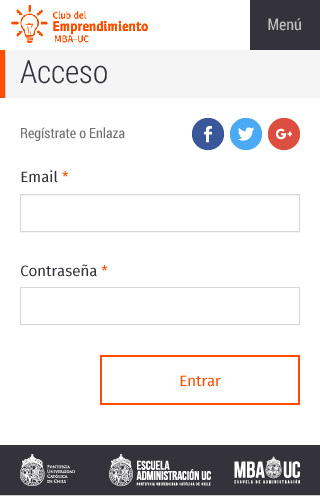 Club del
Emprendimiento
MBA-UC
Menú
Acceso
Regístrate o Enlaza
f
G+
Email *
Contraseña *
Entrar
PONTIFICIA
UNIVERSIDAD
CATÓLICA
DE CHILE
ESCUELA
ADMINISTRACIÓN UC
PONTIFICIA UNIVERSIDAD CATÓLICA DE CHILE
MBA UC
ESCUELA DE ADMINISTRACIÓN